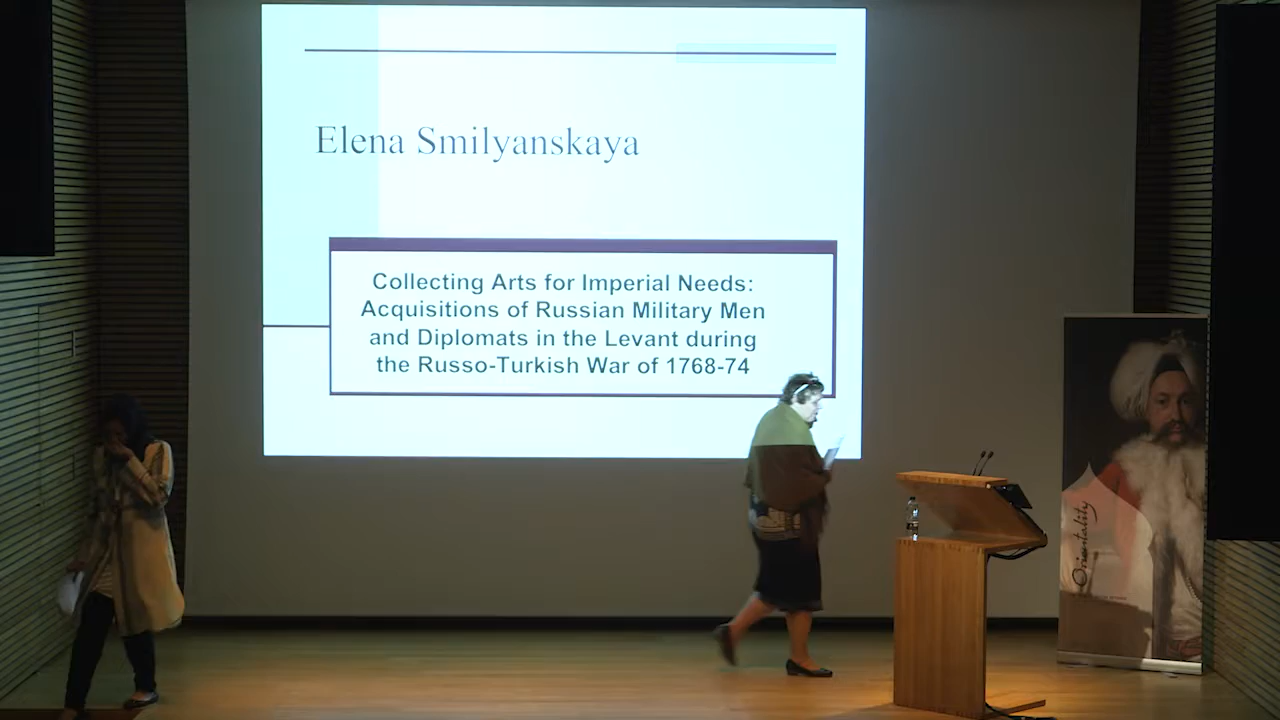 Elena Smilyanskaya
Collecting Arts for Imperial Needs:
Acquisitions of Russian Military Men
and Diplomats in the Levant during
the Russo-Turkish War of 1768-74
Orientality